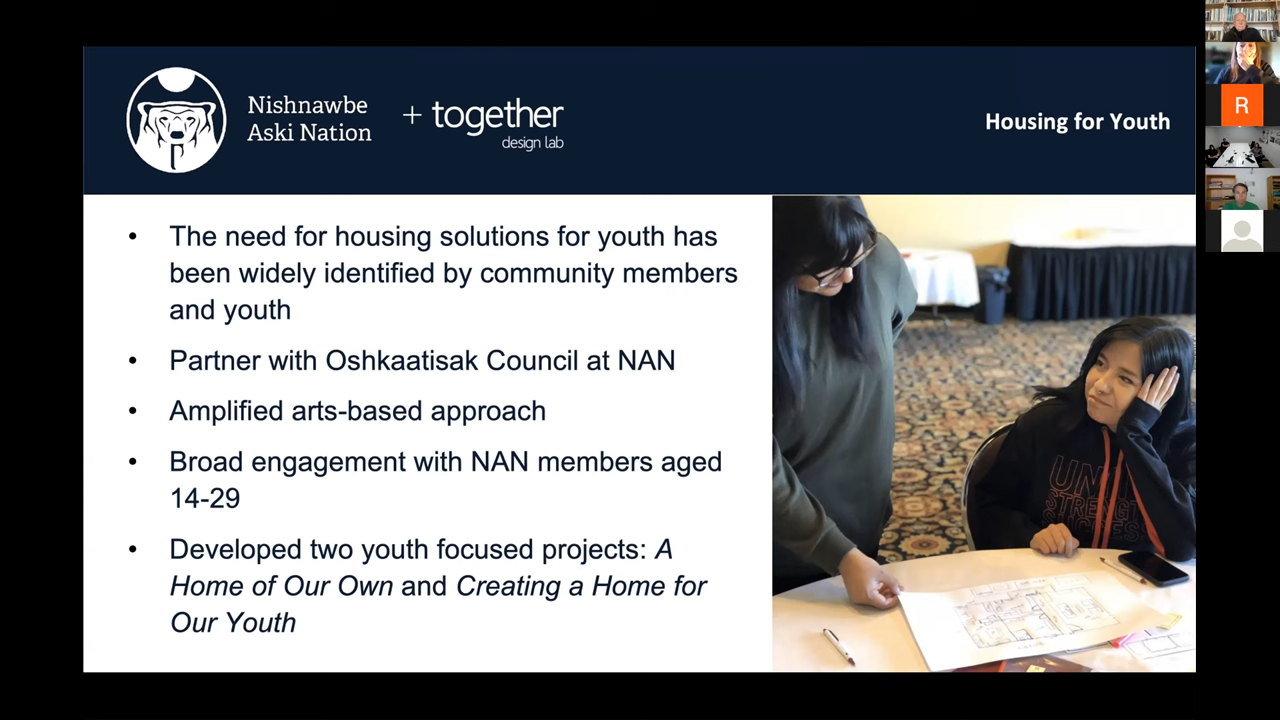 Nishnawbe
Aski Nation
+ together
design lab
Housing for Youth
• The need for housing solutions for youth has
been widely identified by community members
and youth
• Partner with Oshkaatisak Council at NAN
• Amplified arts-based approach
• Broad engagement with NAN members aged
14-29
• Developed two youth focused projects: A
Home of Our Own and Creating a Home for
Our Youth
STRENGTH
R